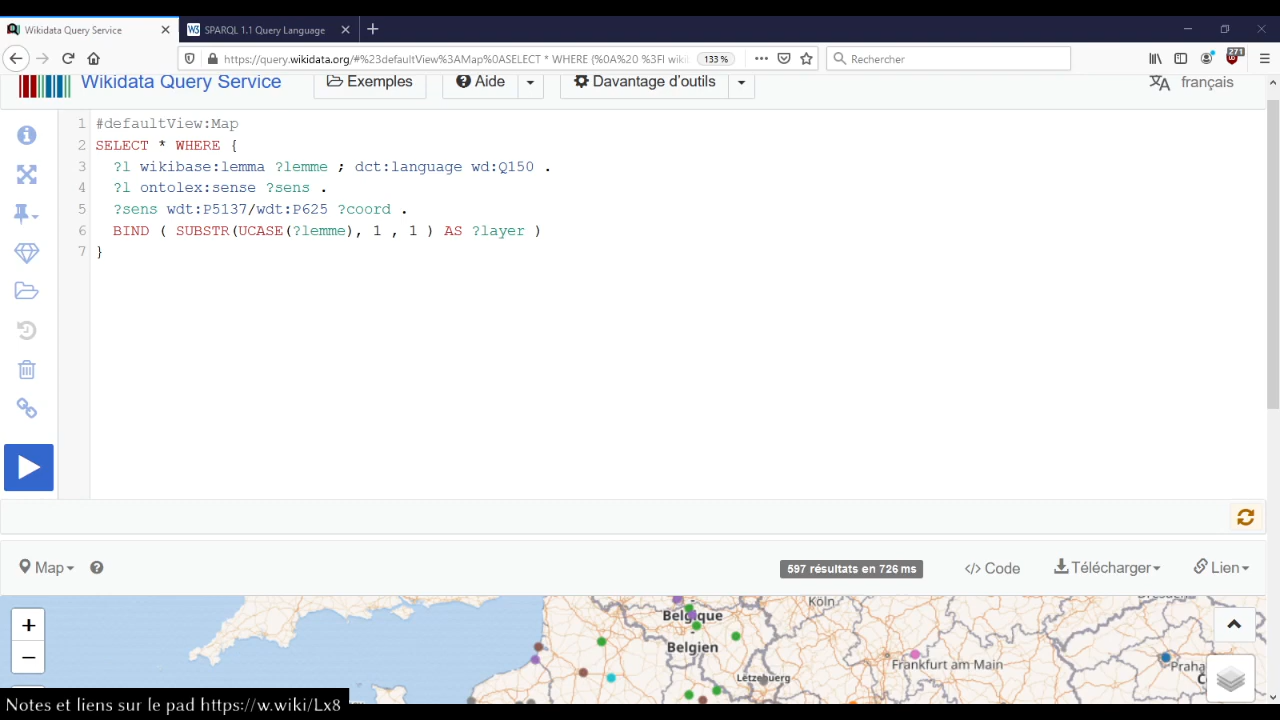 Wikidata Query Service
SPARQL 1.1 Query Language
https://query.wikidata.org/#%23defaultView%3AMap%0ASELECT * WHERE {%0A%20 %3Fl wiki
133 %
Rechercher
271
Wikidata Query Service
Exemples
Aide
Davantage d'outils
français
1 #defaultView:Map
2 SELECT * WHERE {
3 ?l wikibase:lemma ?lemme ; dct:language wd:Q150 .
4 ?l ontolex:sense ?sens .
5 ?sens wdt:P5137/wdt:P625 ?coord .
6 BIND ( SUBSTR(UCASE(?lemme), 1 , 1 ) AS ?layer )
7 }
Map
597 résultats en 726 ms
</> Code
Télécharger
Lien
+
−
Köln
Belgique
Belgien
Frankfurt am Main
Lëtzebuerg
Praha
Notes et liens sur le pad https://w.wiki/Lx8